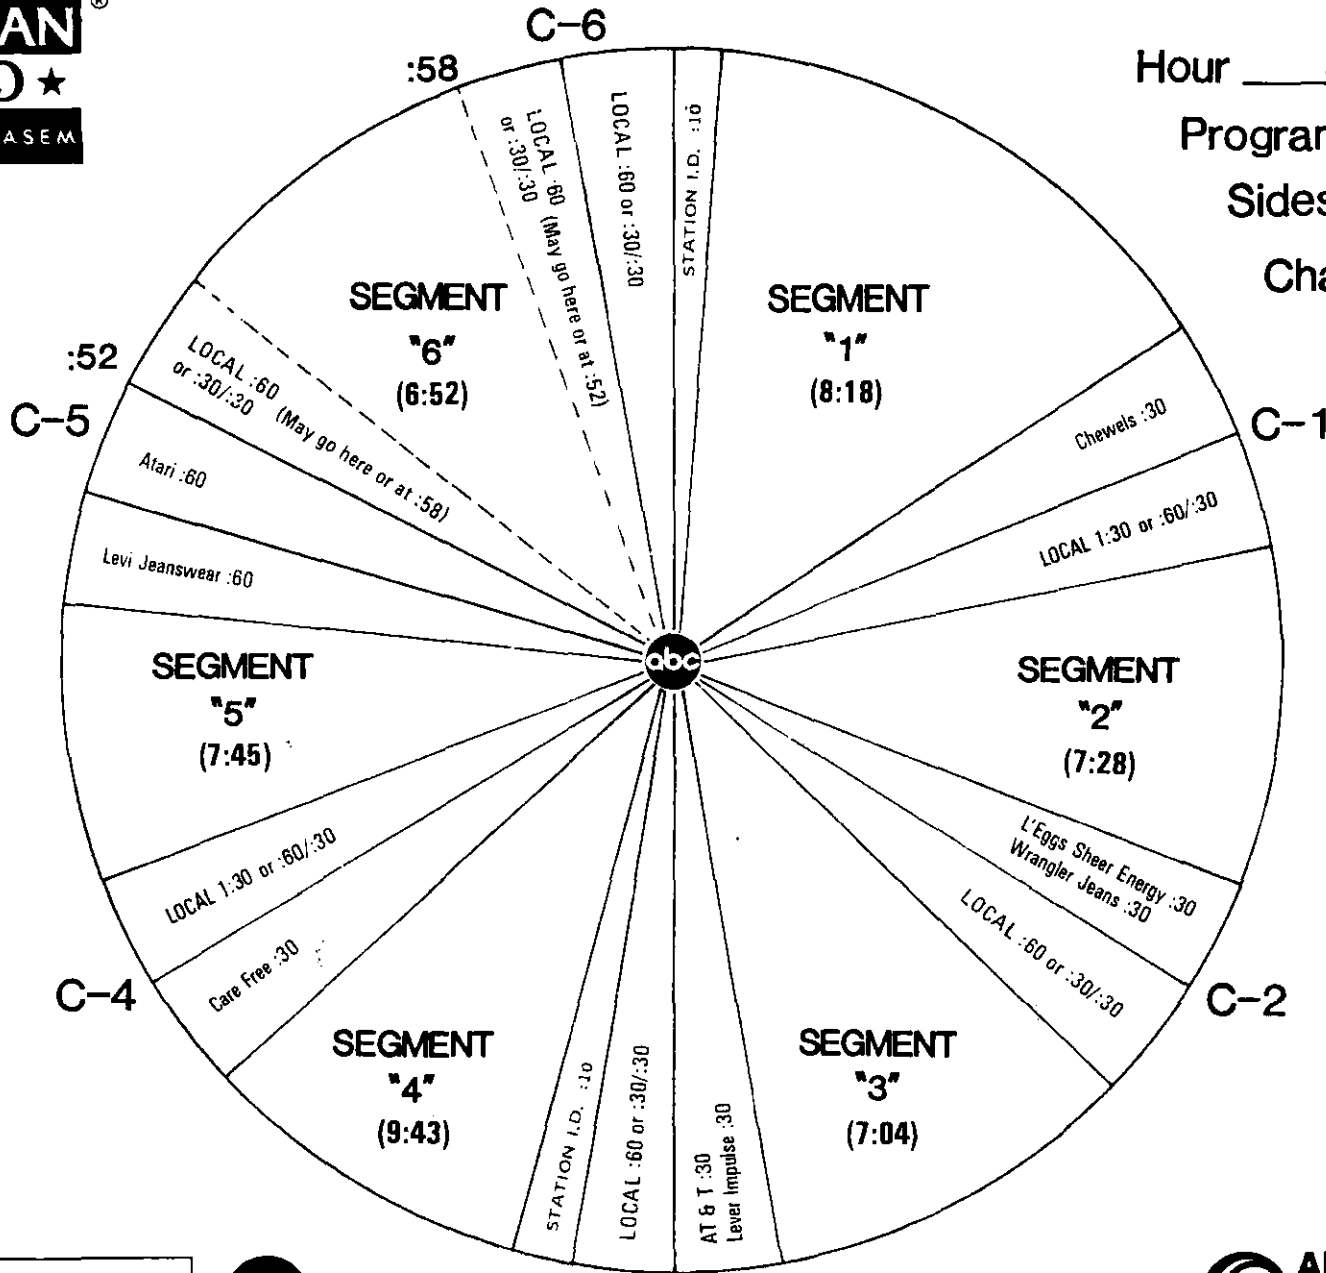 AN ®
★
ASEM
C-6
:58
Hour
Program
Sides
Cha
STATION I.D. :10
SEGMENT
"1"
(8:18)
Chewels :30
C-1
LOCAL 1:30 or :60/:30
SEGMENT
"2"
(7:28)
L'Eggs Sheer Energy :30
Wrangler Jeans :30
LOCAL :60 or :30/:30
C-2
SEGMENT
"3"
(7:04)
AT & T :30
Lever Impulse :30
LOCAL :60 or :30/:30
STATION I.D. :10
SEGMENT
"4"
(9:43)
Care Free :30
C-4
LOCAL 1:30 or :60/:30
SEGMENT
"5"
(7:45)
Levi Jeanswear :60
Atari :60
C-5
:52
LOCAL :60
or :30/:30 (May go here or at :58)
SEGMENT
"6"
(6:52)
LOCAL :60
or :30/:30 (May go here or at :52)
LOCAL :60 or :30/:30
abc